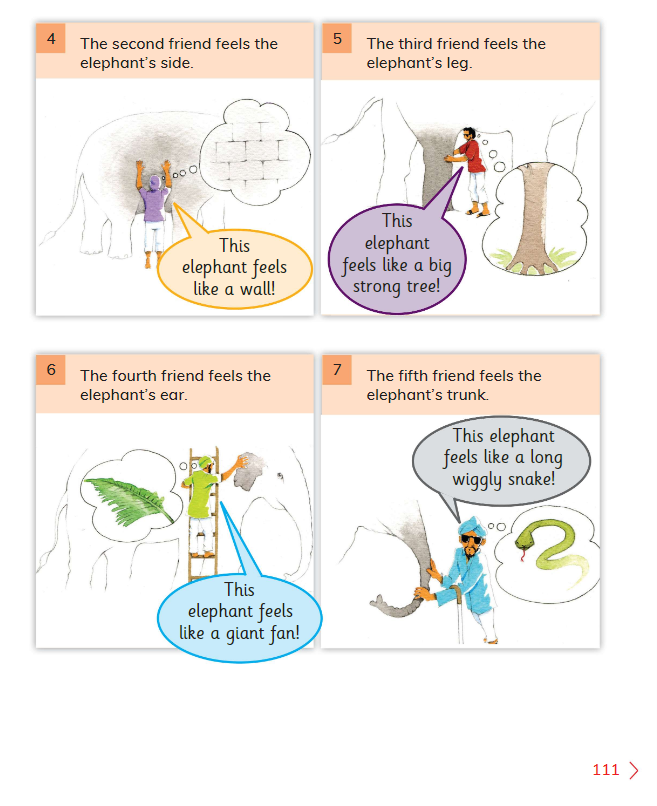 4
The second friend feels the
elephant's side.
This
elephant feels
like a wall!
5
The third friend feels the
elephant's leg.
This
elephant
feels like a big
strong tree!
6
The fourth friend feels the
elephant's ear.
This
elephant feels
like a giant fan!
7
The fifth friend feels the
elephant's trunk.
This elephant
feels like a long
wiggly snake!
111